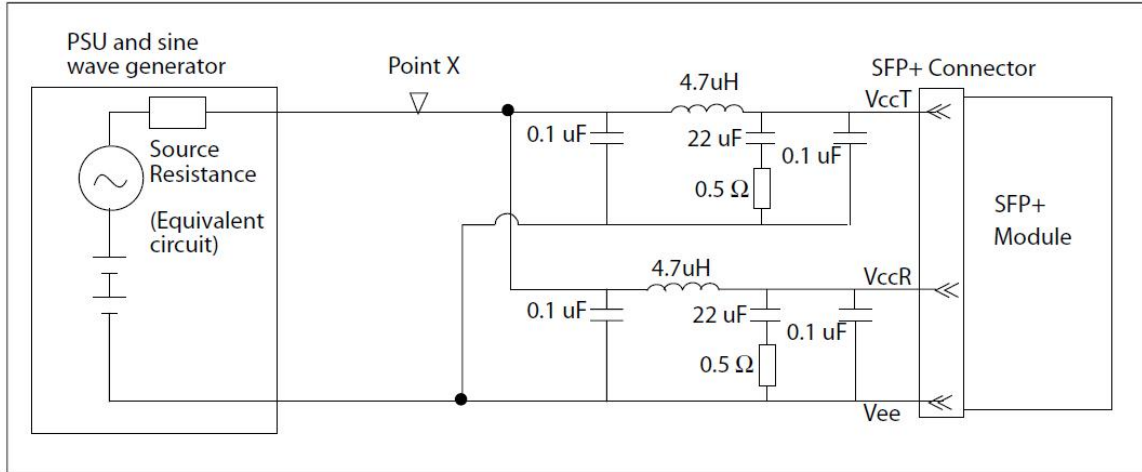 PSU and sine
wave generator
Point X
SFP+ Connector
4.7uH
VccT
0.1 uF
22 uF
0.1 uF
Source
Resistance
0.5 Ω
(Equivalent
circuit)
SFP+
Module
4.7uH
VccR
0.1 uF
22 uF
0.1 uF
0.5 Ω
Vee